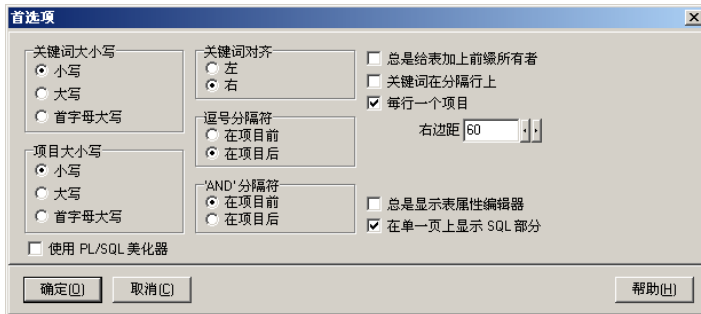 首选项
关键词大小写
小写
大写
首字母大写
项目大小写
小写
大写
首字母大写
使用 PL/SQL 美化器
关键词对齐
左
右
逗号分隔符
在项目前
在项目后
'AND' 分隔符
在项目前
在项目后
总是给表加上前缀所有者
关键词在分隔行上
每行一个项目
右边距 60
总是显示表属性编辑器
在单一页上显示 SQL 部分
确定(O) 取消(C) 帮助(H)